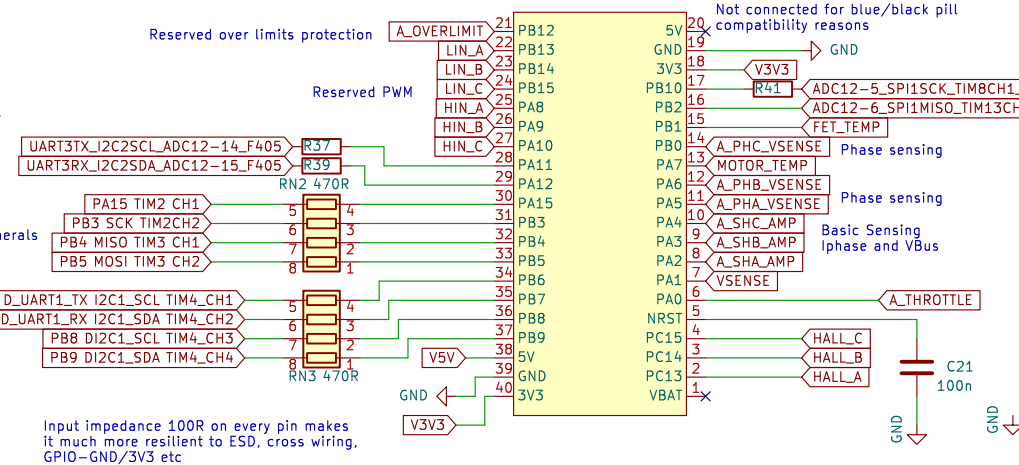 Not connected for blue/black pill
compatibility reasons
Reserved over limits protection
A_OVERLIMIT
LIN_A
LIN_B
LIN_C
HIN_A
HIN_B
HIN_C
Reserved PWM
21 PB12
22 PB13
23 PB14
24 PB15
25 PA8
26 PA9
27 PA10
28 PA11
29 PA12
30 PA15
31 PB3
32 PB4
33 PB5
34 PB6
35 PB7
36 PB8
37 PB9
38 5V
39 GND
40 3V3
5V 20
GND 19
3V3 18
PB10 17
PB2 16
PB1 15
PB0 14
PA7 13
PA6 12
PA5 11
PA4 10
PA3 9
PA2 8
PA1 7
PA0 6
NRST 5
PC15 4
PC14 3
PC13 2
VBAT 1
GND
V3V3
R41
ADC12-5_SPI1SCK_TIM8CH1_
ADC12-6_SPI1MISO_TIM13CH
FET_TEMP
A_PHC_VSENSE
MOTOR_TEMP
A_PHB_VSENSE
A_PHA_VSENSE
A_SHC_AMP
A_SHB_AMP
A_SHA_AMP
VSENSE
Phase sensing
Phase sensing
Basic Sensing
Iphase and VBus
A_THROTTLE
HALL_C
HALL_B
HALL_A
C21
100n
GND
GND
UART3TX_I2C2SCL_ADC12-14_F405
R37
UART3RX_I2C2SDA_ADC12-15_F405
R39
RN2 470R
PA15 TIM2 CH1
5 4
PB3 SCK TIM2CH2
6 3
PB4 MISO TIM3 CH1
7 2
PB5 MOSI TIM3 CH2
8 1
erals
D_UART1_TX I2C1_SCL TIM4_CH1
5 4
D_UART1_RX I2C1_SDA TIM4_CH2
6 3
PB8 DI2C1_SCL TIM4_CH3
7 2
PB9 DI2C1_SDA TIM4_CH4
8 1
RN3 470R
V5V
GND
V3V3
Input impedance 100R on every pin makes
it much more resilient to ESD, cross wiring,
GPIO-GND/3V3 etc